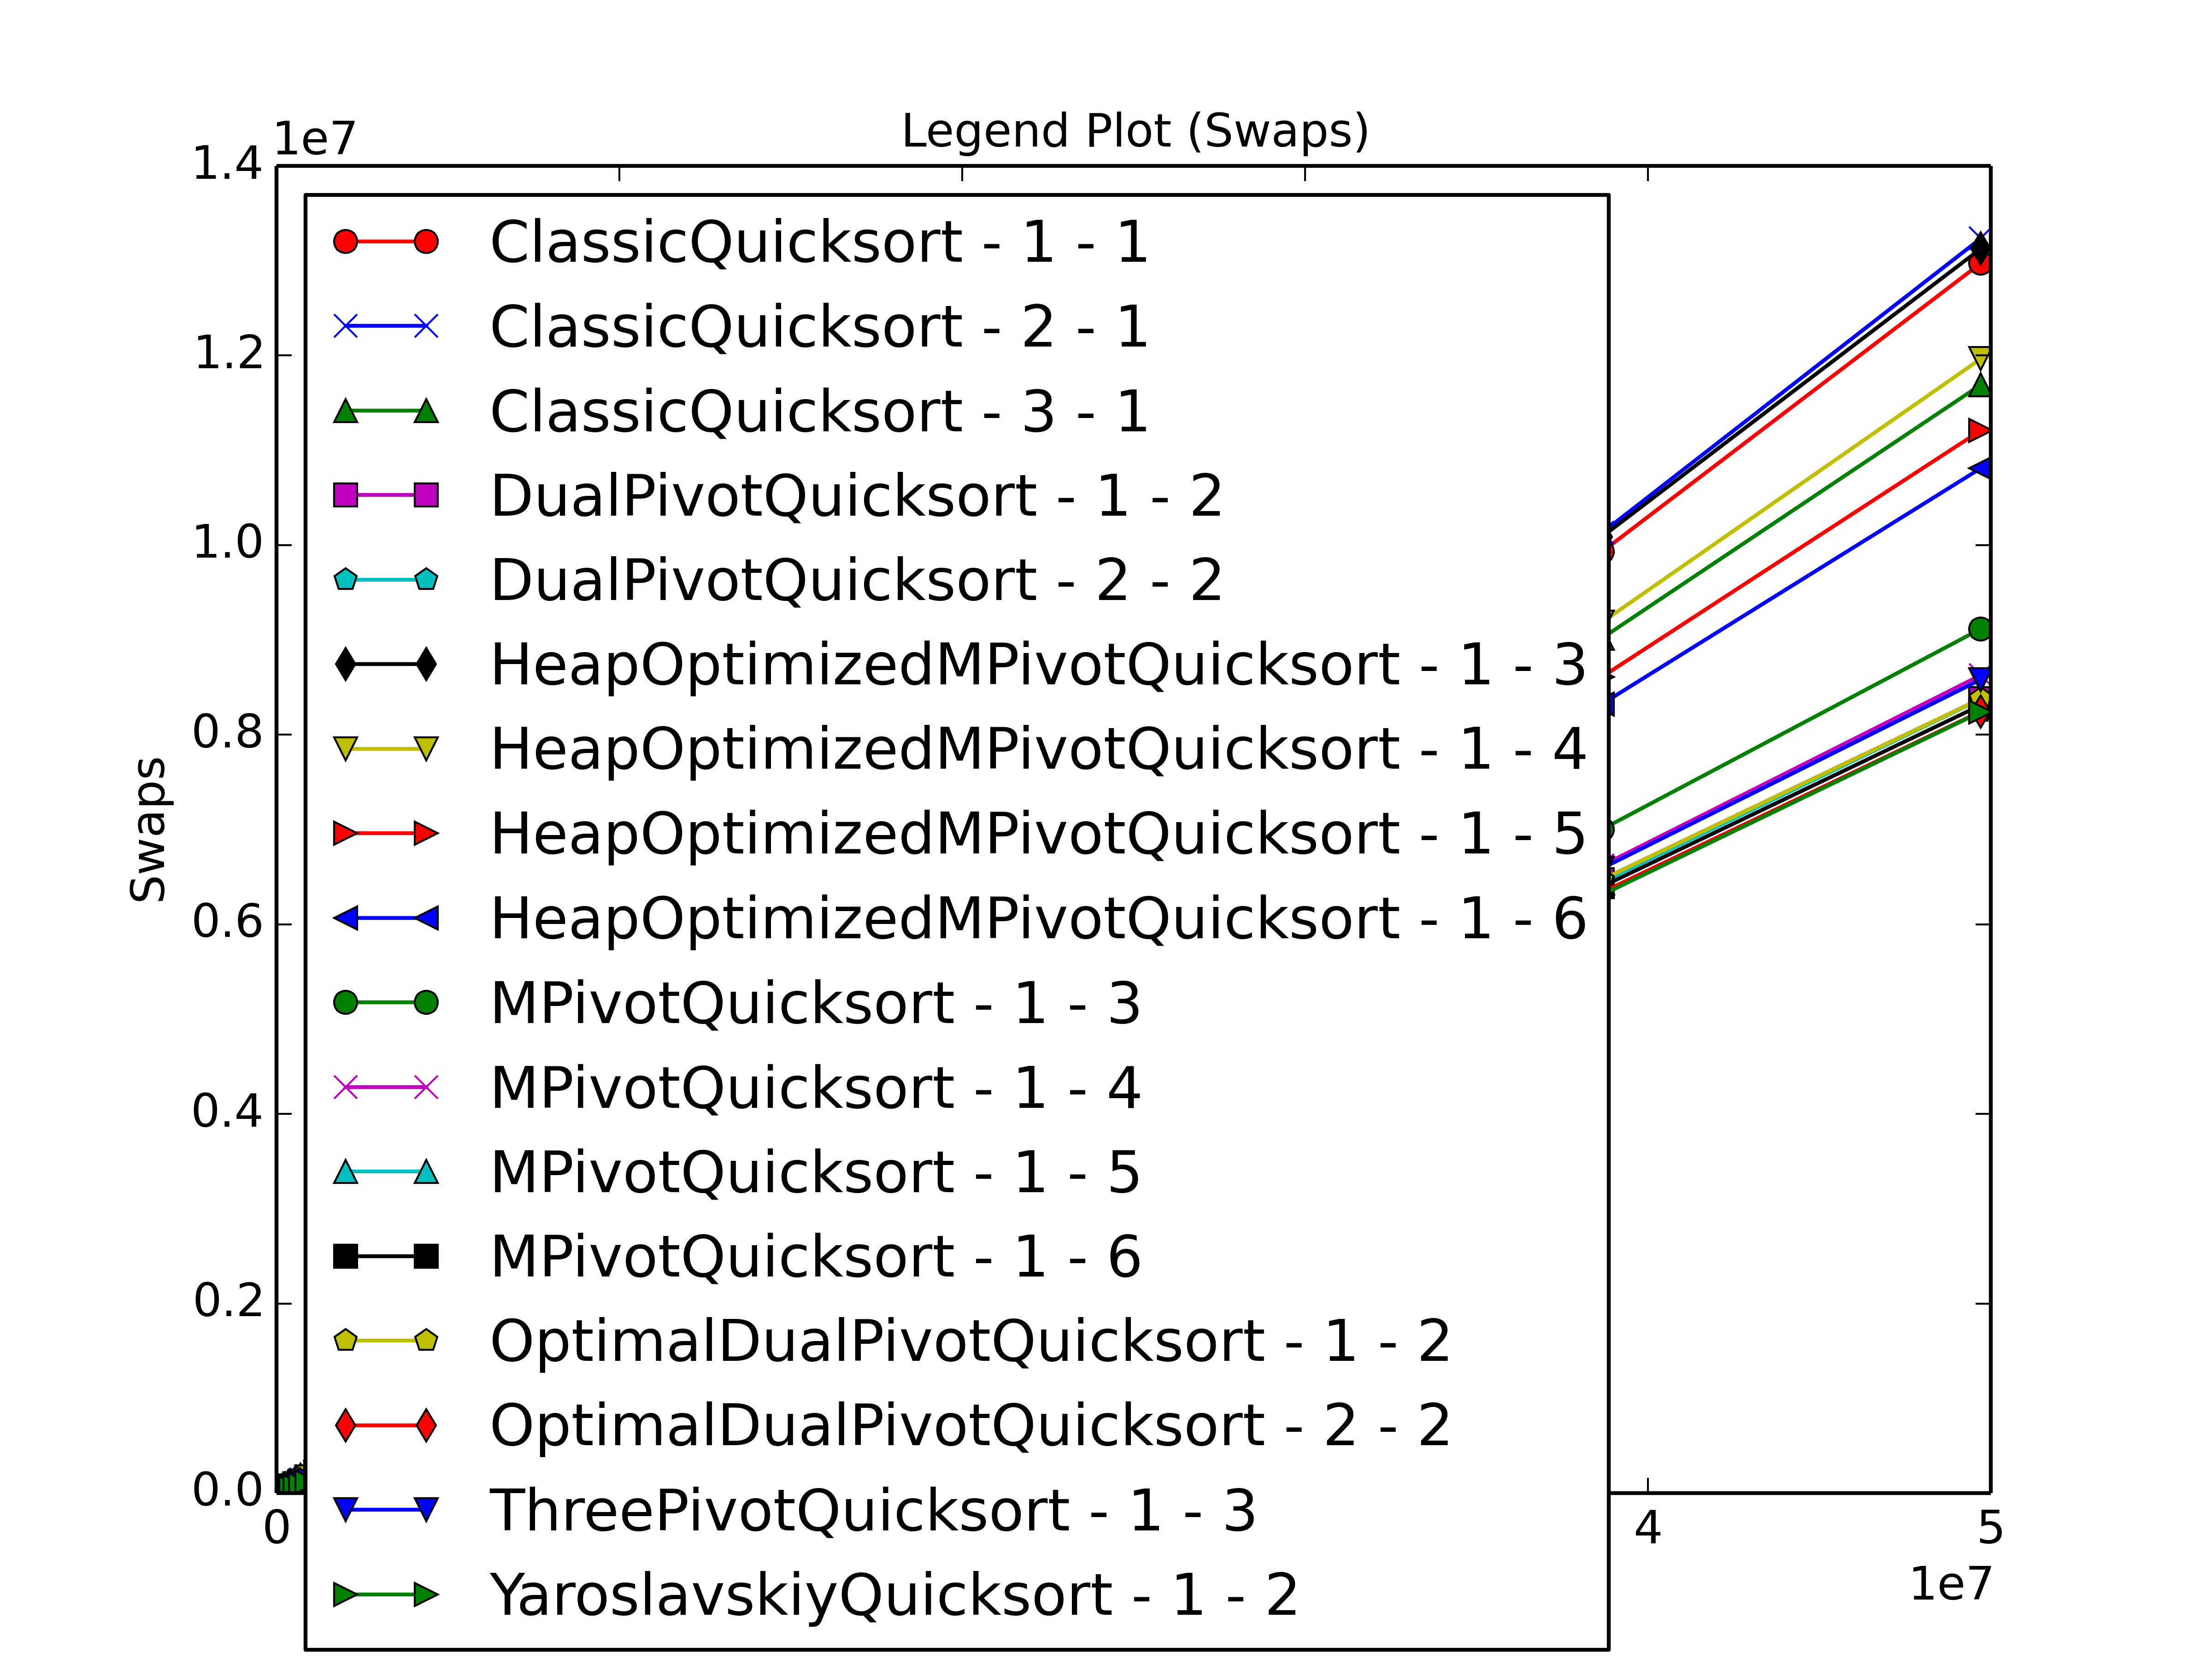 Legend Plot (Swaps)
1e7
1.4
1.2
1.0
0.8
0.6
0.4
0.2
0.0
Swaps
ClassicQuicksort - 1 - 1
ClassicQuicksort - 2 - 1
ClassicQuicksort - 3 - 1
DualPivotQuicksort - 1 - 2
DualPivotQuicksort - 2 - 2
HeapOptimizedMPivotQuicksort - 1 - 3
HeapOptimizedMPivotQuicksort - 1 - 4
HeapOptimizedMPivotQuicksort - 1 - 5
HeapOptimizedMPivotQuicksort - 1 - 6
MPivotQuicksort - 1 - 3
MPivotQuicksort - 1 - 4
MPivotQuicksort - 1 - 5
MPivotQuicksort - 1 - 6
OptimalDualPivotQuicksort - 1 - 2
OptimalDualPivotQuicksort - 2 - 2
ThreePivotQuicksort - 1 - 3
YaroslavskiyQuicksort - 1 - 2
0 4 5
1e7